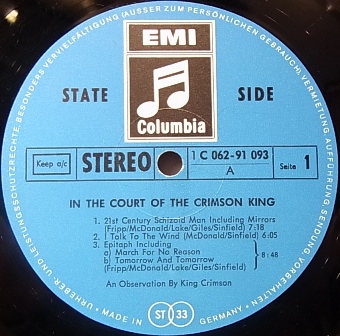 URHEBER- UND LEISTUNGSSCHUTZRECHTE, BESONDERS VERVIELFÄLTIGUNG (AUSSER ZUM PERSÖNLICHEN GEBRAUCH), VERMIETUNG, AUFFÜHRUNG, SENDUNG VORBEHALTEN
EMI
STATE SIDE
Columbia
Keep a/c STEREO 1 C 062-91 093 A Seite 1
IN THE COURT OF THE CRIMSON KING
1. 21st Century Schizoid Man Including Mirrors
(Fripp/McDonald/Lake/Giles/Sinfield) 7:18
2. I Talk To The Wind (McDonald/Sinfield) 6:05
3. Epitaph Including
a) March For No Reason
b) Tomorrow And Tomorrow
8:48
(Fripp/McDonald/Lake/Giles/Sinfield)
An Observation By King Crimson
MADE IN GERMANY
ST 33